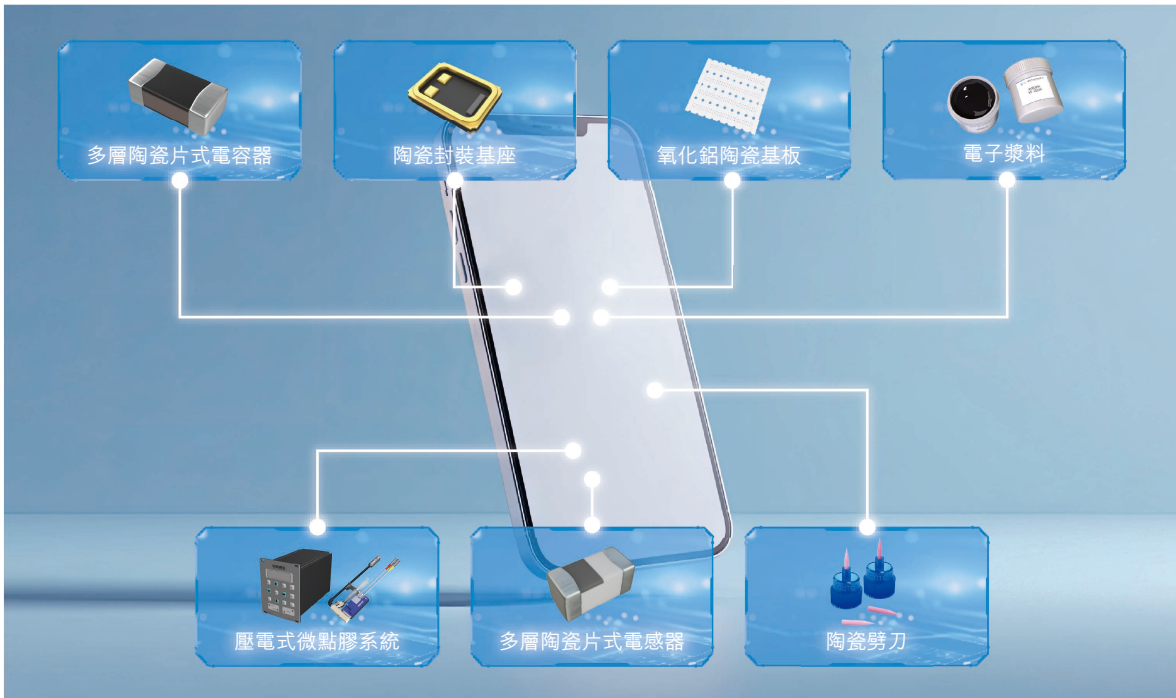 多層陶瓷片式電容器
陶瓷封裝基座
氧化鋁陶瓷基板
電子漿料
壓電式微點膠系統
多層陶瓷片式電感器
陶瓷劈刀